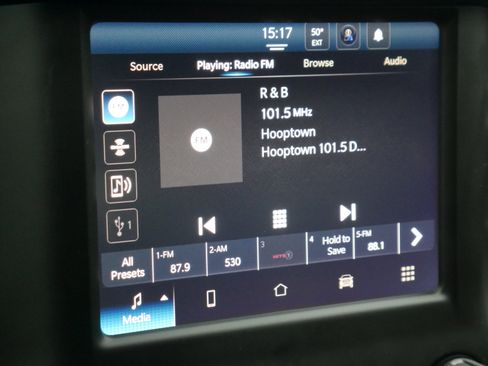 15:17
50°
EXT
Source Playing: Radio FM Browse Audio
FM
FM
R & B
101.5 MHz
Hooptown
Hooptown 101.5 D...
1
All
Presets
1-FM
87.9
2-AM
530
3
HITS 1
4 Hold to
Save
5-FM
88.1
Media